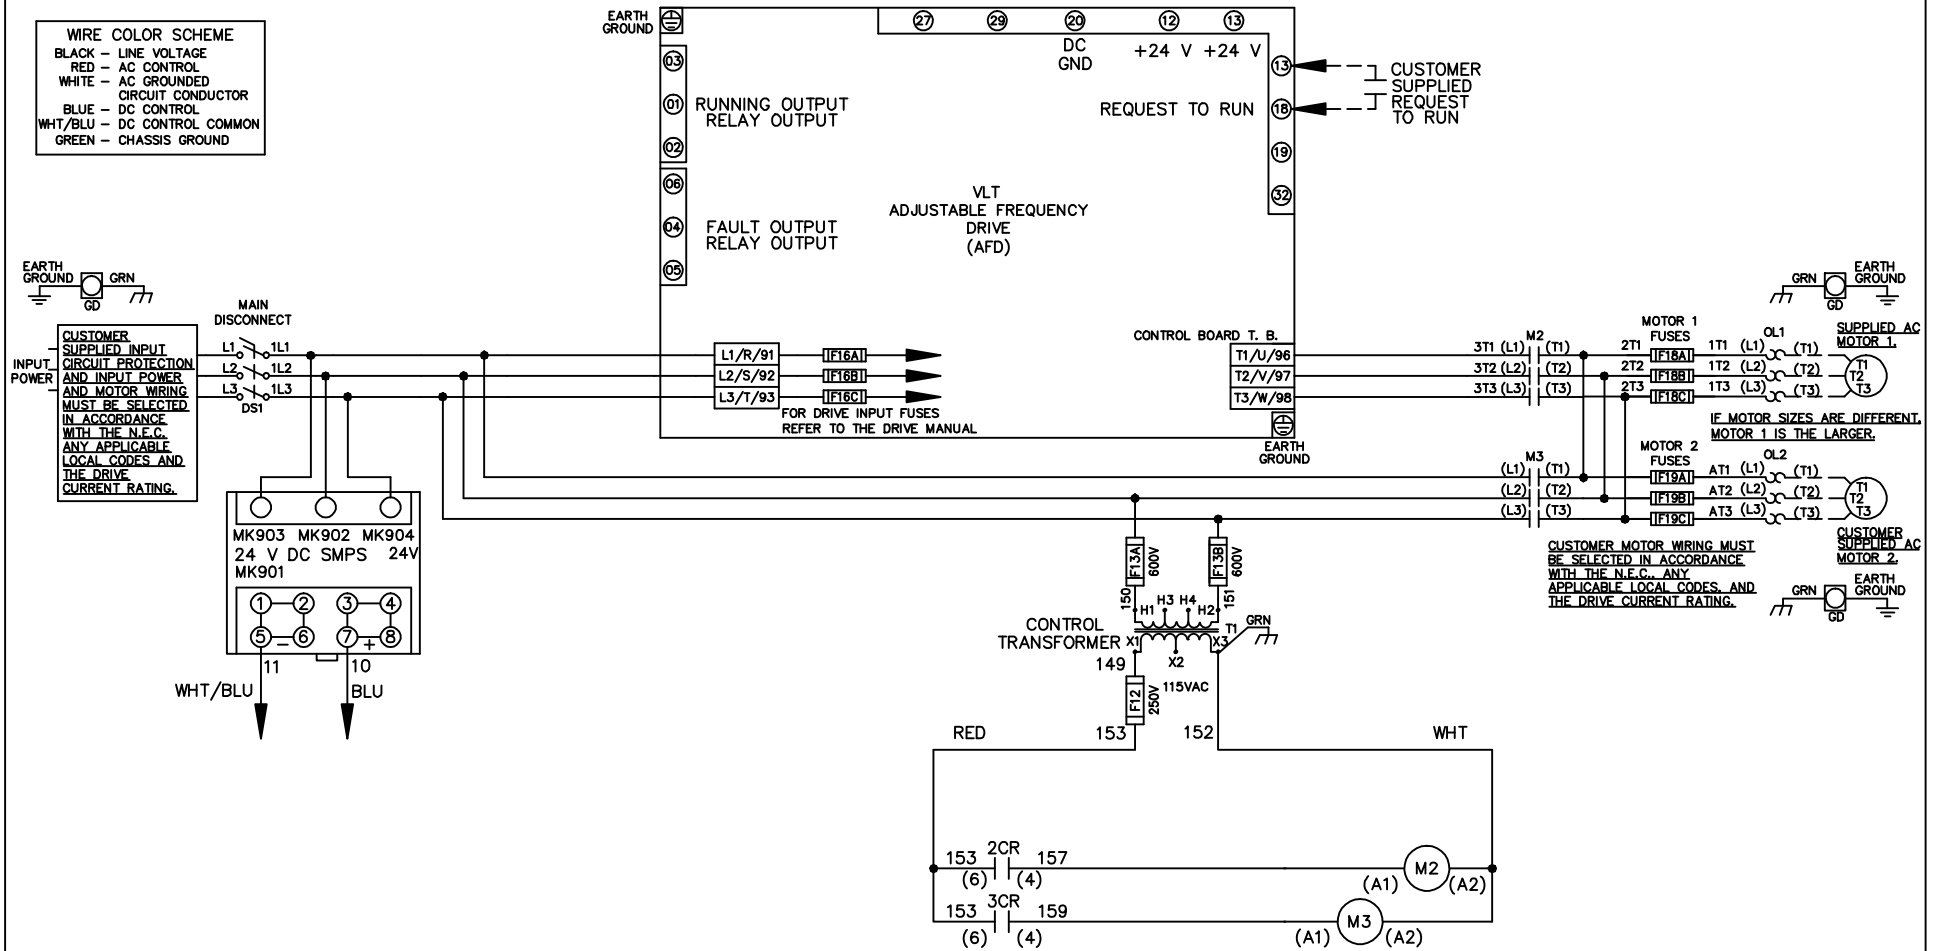 WIRE COLOR SCHEME
BLACK – LINE VOLTAGE
RED – AC CONTROL
WHITE – AC GROUNDED
CIRCUIT CONDUCTOR
BLUE – DC CONTROL
WHT/BLU – DC CONTROL COMMON
GREEN – CHASSIS GROUND
EARTH
GROUND
27 29 20 12 13
DC
GND
+24 V +24 V
03
01
02
RUNNING OUTPUT
RELAY OUTPUT
06
04
05
FAULT OUTPUT
RELAY OUTPUT
REQUEST TO RUN
13
18
19
32
CUSTOMER
SUPPLIED
REQUEST
TO RUN
VLT
ADJUSTABLE FREQUENCY
DRIVE
(AFD)
EARTH
GROUND
GRN
GD
MAIN
DISCONNECT
INPUT
POWER
CUSTOMER
SUPPLIED INPUT
CIRCUIT PROTECTION
AND INPUT POWER
AND MOTOR WIRING
MUST BE SELECTED
IN ACCORDANCE
WITH THE N.E.C.
ANY APPLICABLE
LOCAL CODES AND
THE DRIVE
CURRENT RATING.
L1 1L1
L2 1L2
L3 1L3
DS1
L1/R/91 F16A
L2/S/92 F16B
L3/T/93 F16C
FOR DRIVE INPUT FUSES
REFER TO THE DRIVE MANUAL
CONTROL BOARD T. B.
T1/U/96
T2/V/97
T3/W/98
EARTH
GROUND
M2
3T1 (L1) (T1)
3T2 (L2) (T2)
3T3 (L3) (T3)
MOTOR 1
FUSES
2T1 F18A 1T1 (L1) (T1)
2T2 F18B 1T2 (L2) (T2)
2T3 F18C 1T3 (L3) (T3)
OL1
GRN
GD
EARTH
GROUND
SUPPLIED AC
MOTOR 1.
T1
T2
T3
IF MOTOR SIZES ARE DIFFERENT,
MOTOR 1 IS THE LARGER.
M3
(L1) (T1)
(L2) (T2)
(L3) (T3)
MOTOR 2
FUSES
F19A AT1 (L1) (T1)
F19B AT2 (L2) (T2)
F19C AT3 (L3) (T3)
OL2
T1
T2
T3
CUSTOMER
SUPPLIED AC
MOTOR 2.
CUSTOMER MOTOR WIRING MUST
BE SELECTED IN ACCORDANCE
WITH THE N.E.C., ANY
APPLICABLE LOCAL CODES, AND
THE DRIVE CURRENT RATING.
GRN
GD
EARTH
GROUND
MK903 MK902 MK904
24 V DC SMPS 24V
MK901
1 2 3 4
5 – 6 7 + 8
11 10
WHT/BLU BLU
F13A 600V
F13B 600V
150 151
H1 H3 H4 H2
CONTROL
TRANSFORMER
T1
GRN
X1 X2 X3
149
115VAC
F12 250V
153 152
RED WHT
153 2CR 157
(6) (4)
M2
(A1) (A2)
153 3CR 159
(6) (4)
M3
(A1) (A2)